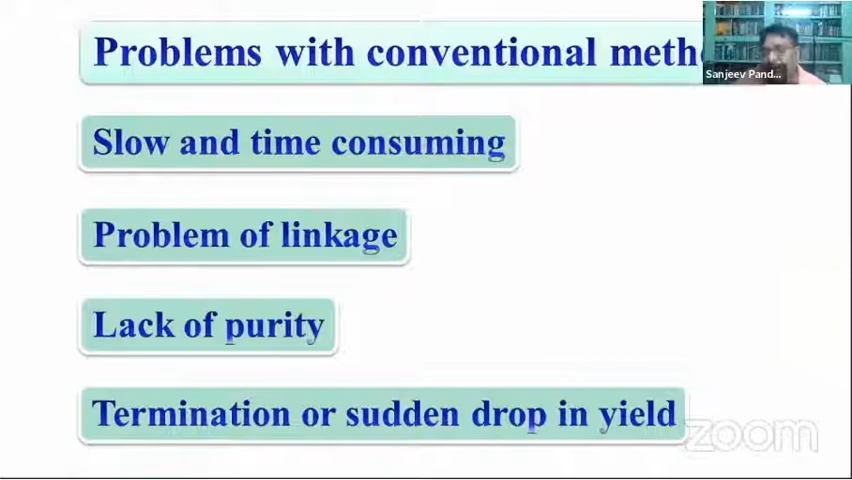 Problems with conventional meth
Sanjeev Pand...
Slow and time consuming
Problem of linkage
Lack of purity
Termination or sudden drop in yield
zoom